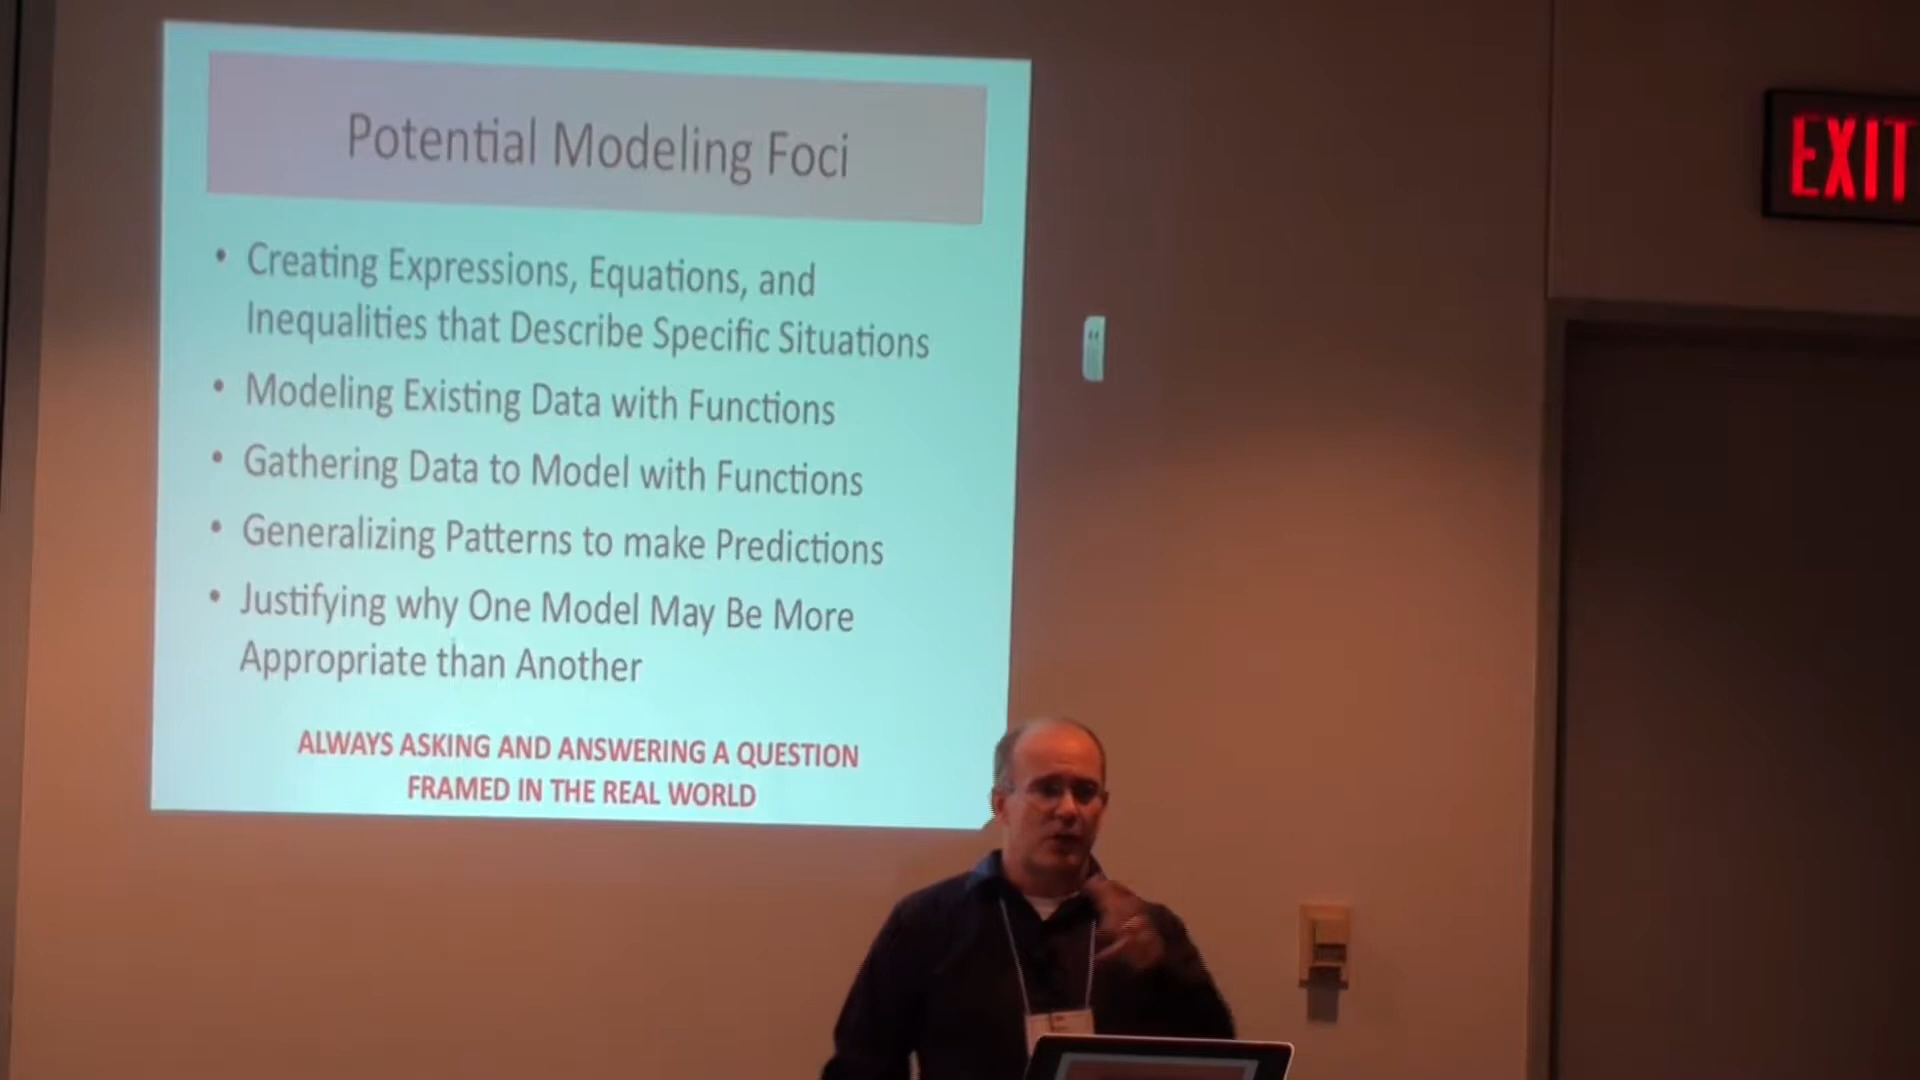 Potential Modeling Foci
• Creating Expressions, Equations, and
Inequalities that Describe Specific Situations
• Modeling Existing Data with Functions
• Gathering Data to Model with Functions
• Generalizing Patterns to make Predictions
• Justifying why One Model May Be More
Appropriate than Another
ALWAYS ASKING AND ANSWERING A QUESTION
FRAMED IN THE REAL WORLD
EXIT